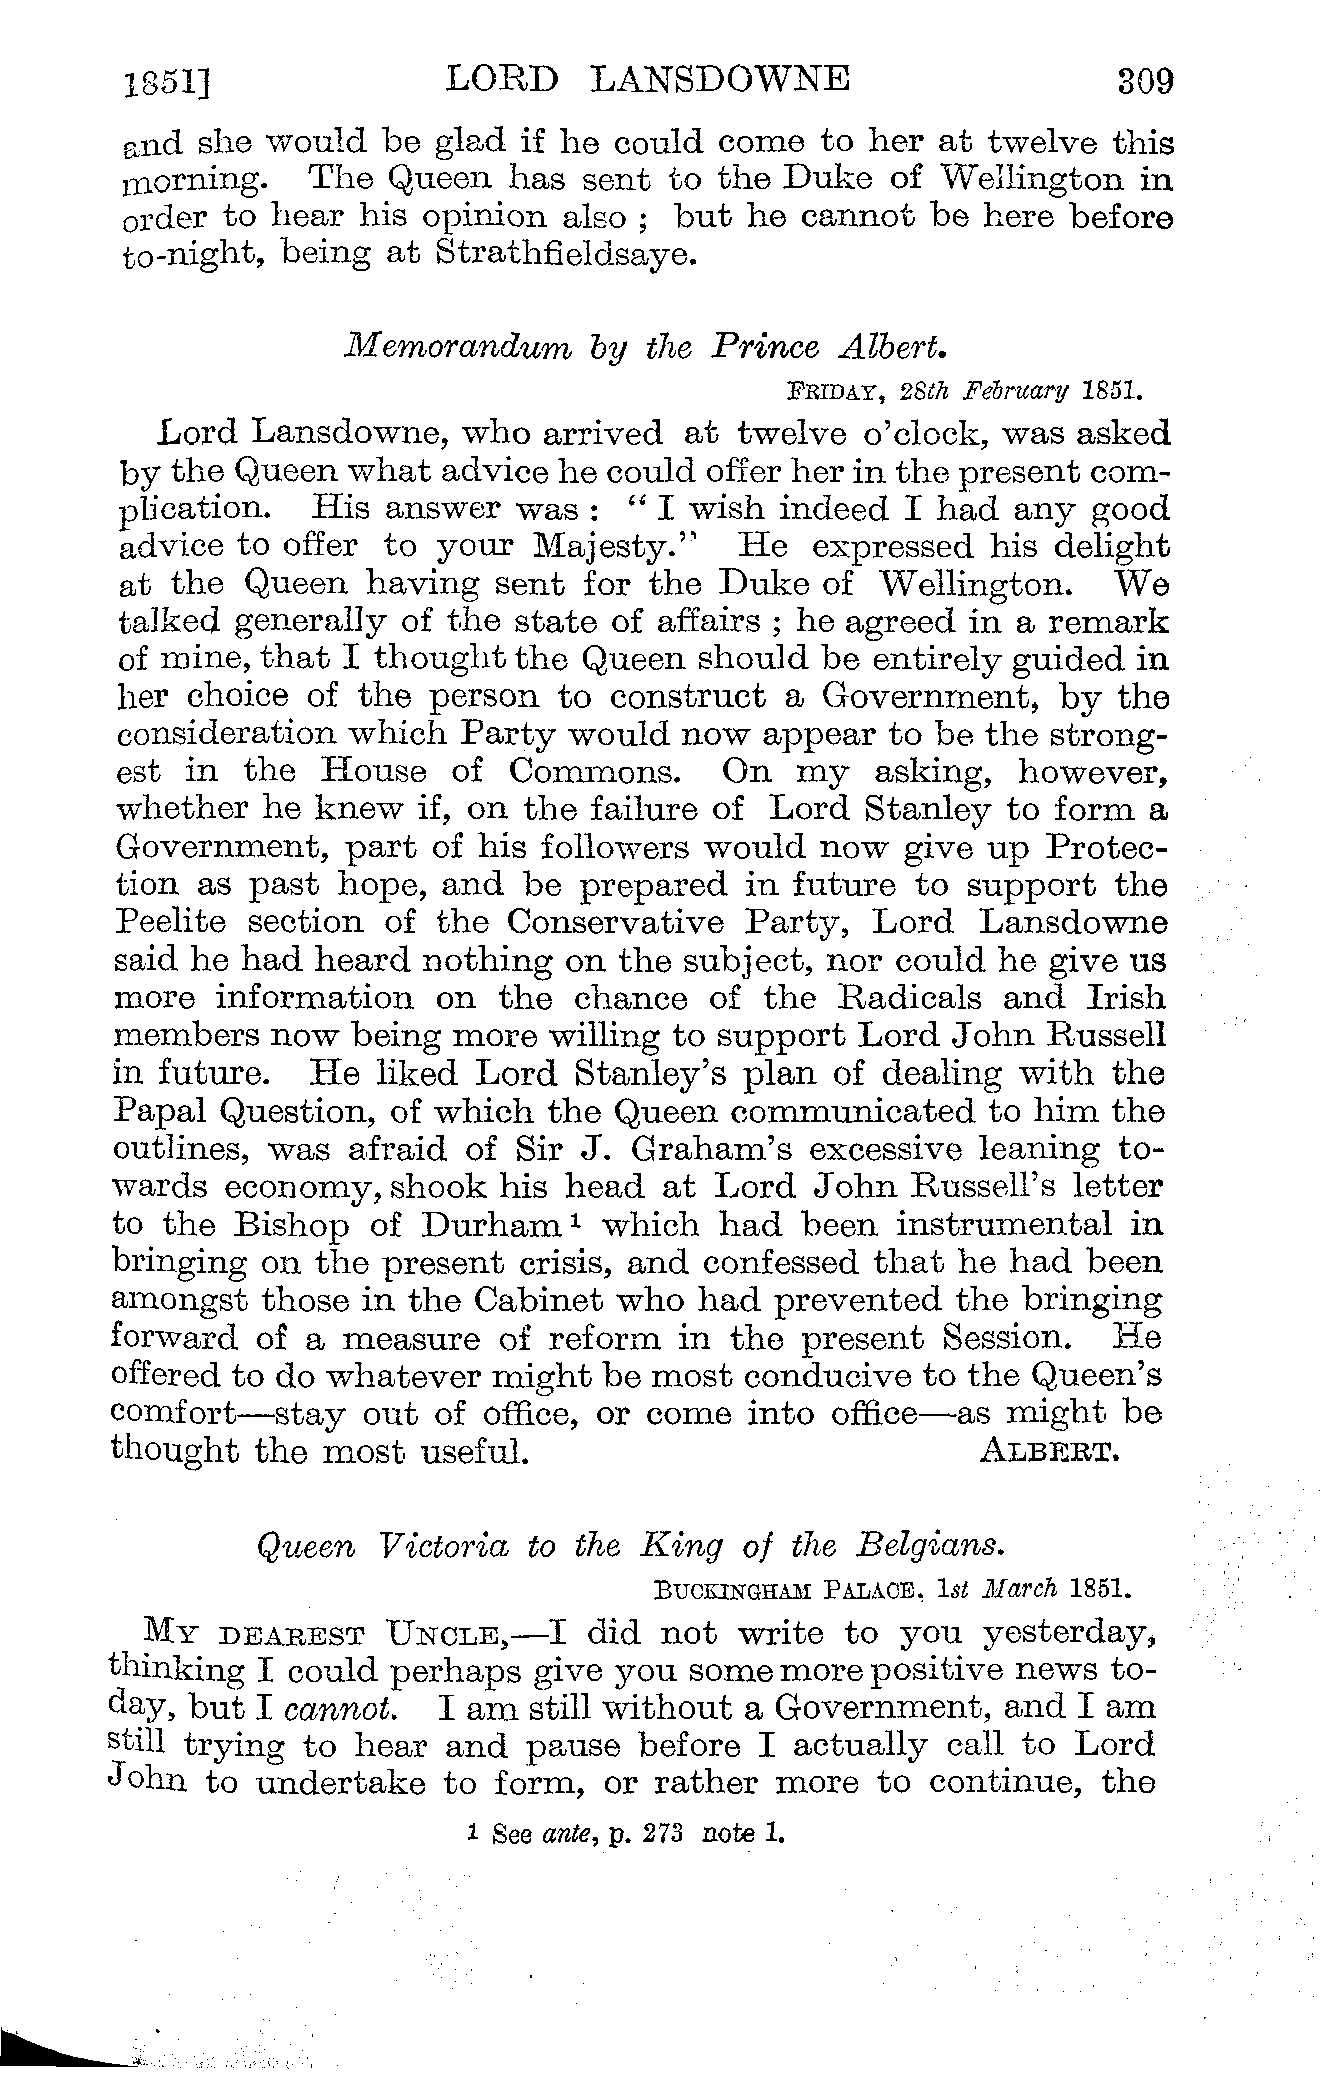 1851] LORD LANSDOWNE 309
and she would be glad if he could come to her at twelve this
morning. The Queen has sent to the Duke of Wellington in
order to hear his opinion also ; but he cannot be here before
to-night, being at Strathfieldsaye.
Memorandum by the Prince Albert.
FRIDAY, 28th February 1851.
Lord Lansdowne, who arrived at twelve o'clock, was asked
by the Queen what advice he could offer her in the present com-
plication. His answer was : “ I wish indeed I had any good
advice to offer to your Majesty.” He expressed his delight
at the Queen having sent for the Duke of Wellington. We
talked generally of the state of affairs ; he agreed in a remark
of mine, that I thought the Queen should be entirely guided in
her choice of the person to construct a Government, by the
consideration which Party would now appear to be the strong-
est in the House of Commons. On my asking, however,
whether he knew if, on the failure of Lord Stanley to form a
Government, part of his followers would now give up Protec-
tion as past hope, and be prepared in future to support the
Peelite section of the Conservative Party, Lord Lansdowne
said he had heard nothing on the subject, nor could he give us
more information on the chance of the Radicals and Irish
members now being more willing to support Lord John Russell
in future. He liked Lord Stanley's plan of dealing with the
Papal Question, of which the Queen communicated to him the
outlines, was afraid of Sir J. Graham's excessive leaning to-
wards economy, shook his head at Lord John Russell's letter
to the Bishop of Durham ¹ which had been instrumental in
bringing on the present crisis, and confessed that he had been
amongst those in the Cabinet who had prevented the bringing
forward of a measure of reform in the present Session. He
offered to do whatever might be most conducive to the Queen's
comfort—stay out of office, or come into office—as might be
thought the most useful. ALBERT.
Queen Victoria to the King of the Belgians.
BUCKINGHAM PALACE, 1st March 1851.
MY DEAREST UNCLE,—I did not write to you yesterday,
thinking I could perhaps give you some more positive news to-
day, but I cannot. I am still without a Government, and I am
still trying to hear and pause before I actually call to Lord
John to undertake to form, or rather more to continue, the
1 See ante, p. 273 note 1.